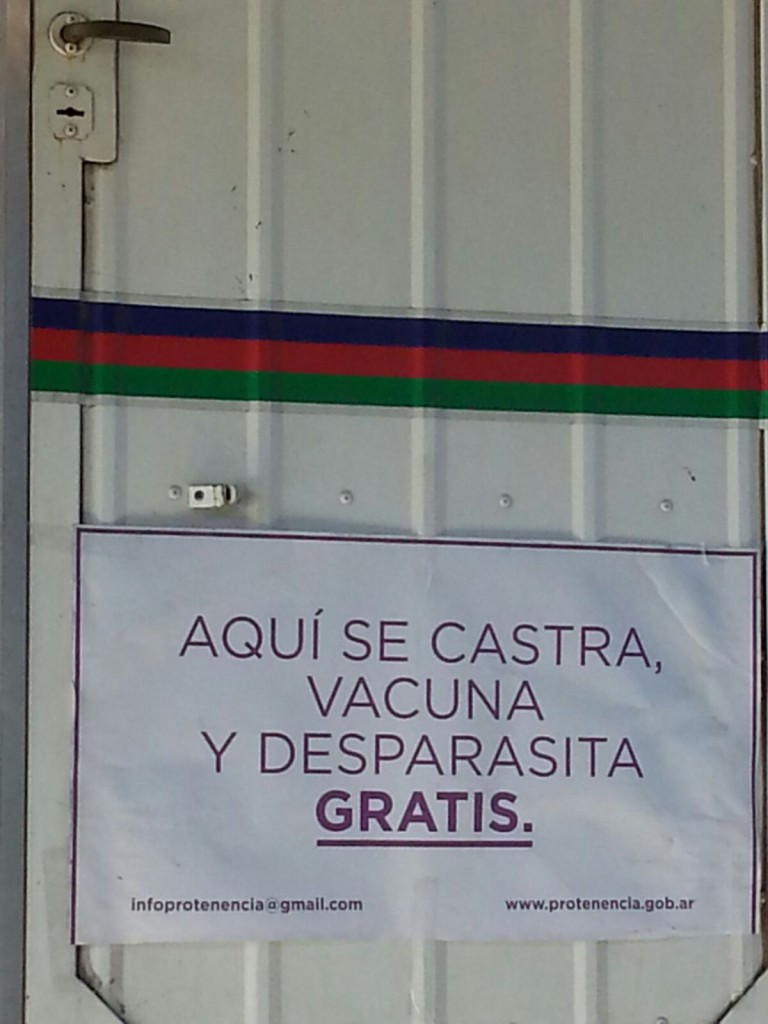 AQUÍ SE CASTRA,
VACUNA
Y DESPARASITA
GRATIS.
infoprotenencia@gmail.com
www.protenencia.gob.ar